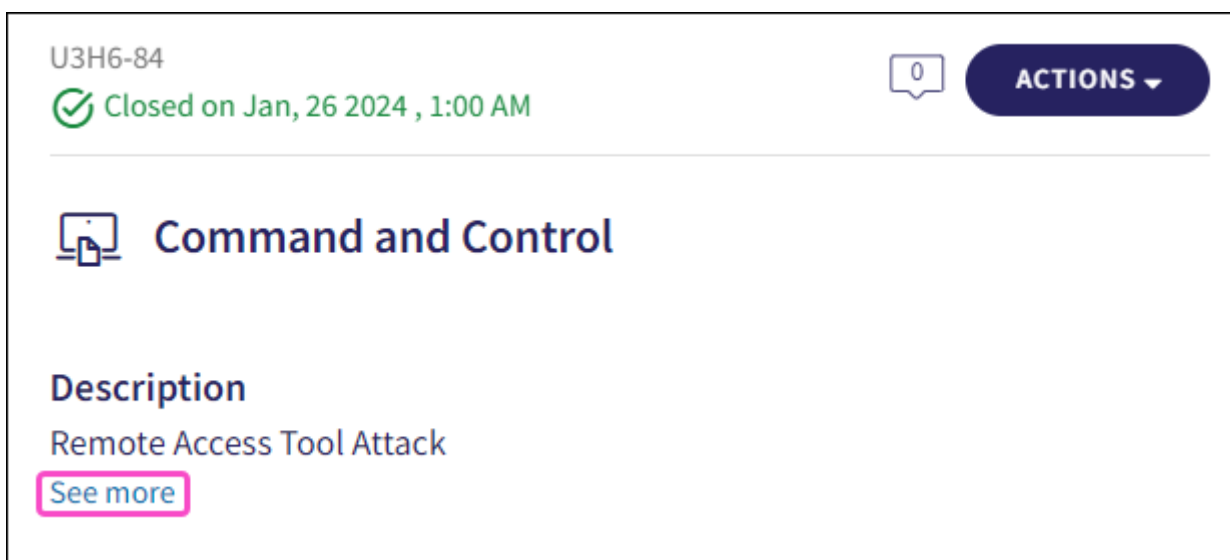 U3H6-84
Closed on Jan, 26 2024 , 1:00 AM
0
ACTIONS
Command and Control
Description
Remote Access Tool Attack
See more